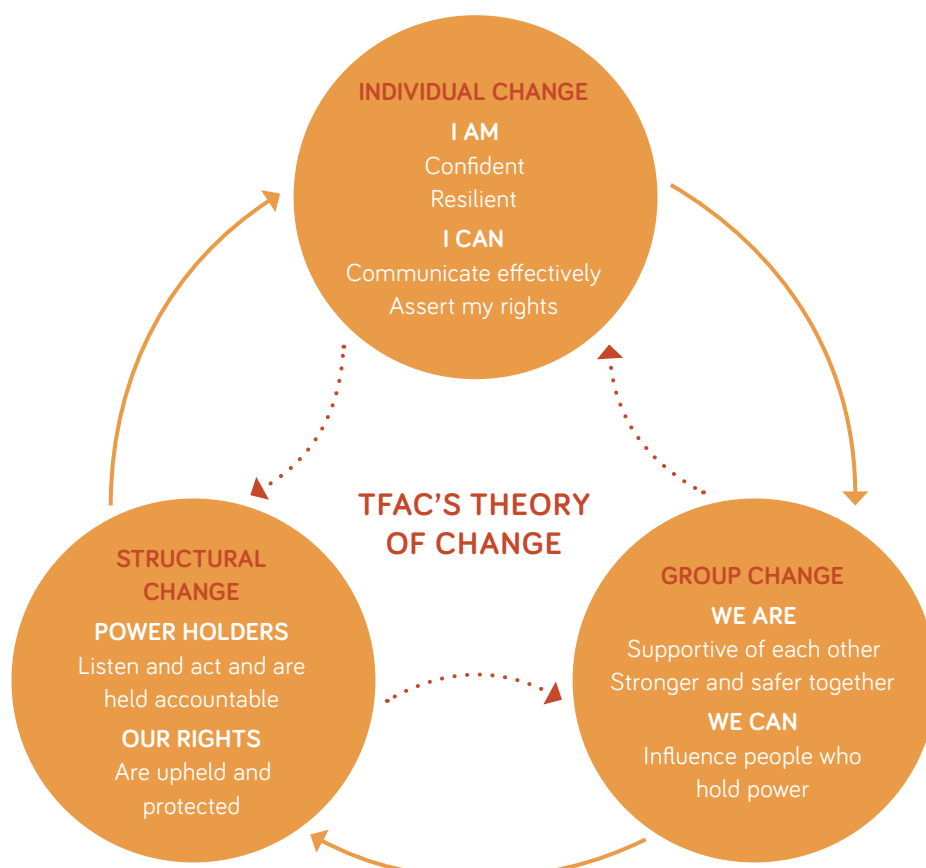 INDIVIDUAL CHANGE
I AM
Confident
Resilient
I CAN
Communicate effectively
Assert my rights
TFAC’S THEORY
OF CHANGE
STRUCTURAL
CHANGE
POWER HOLDERS
Listen and act and are
held accountable
OUR RIGHTS
Are upheld and
protected
GROUP CHANGE
WE ARE
Supportive of each other
Stronger and safer together
WE CAN
Influence people who
hold power